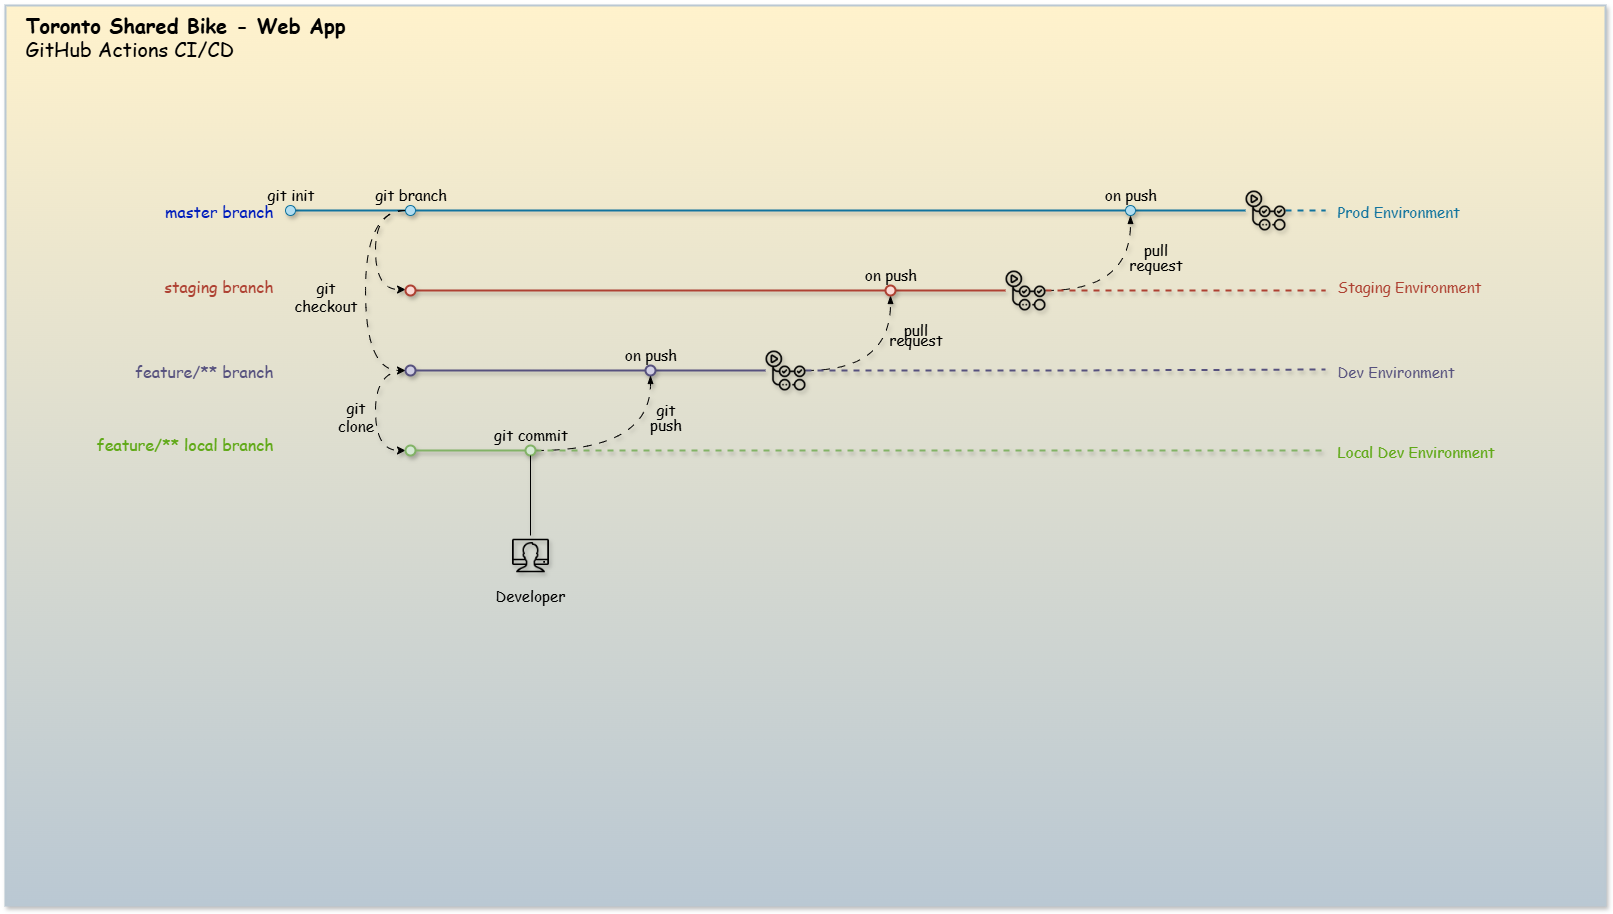 Toronto Shared Bike - Web App
GitHub Actions CI/CD
git init
git branch
on push
master branch
Prod Environment
pull
request
on push
staging branch
Staging Environment
git
checkout
pull
request
on push
feature/** branch
Dev Environment
git
clone
git
push
git commit
feature/** local branch
Local Dev Environment
Developer